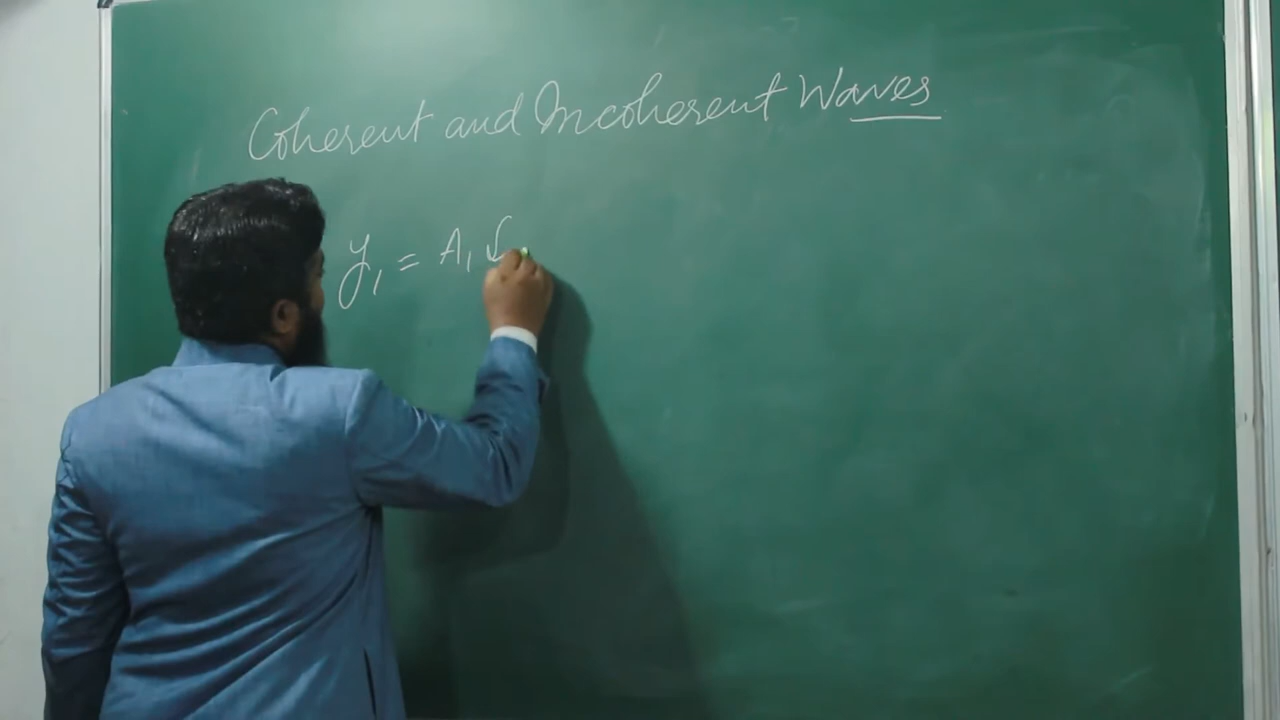 Coherent and Incoherent Waves
y₁ = A₁